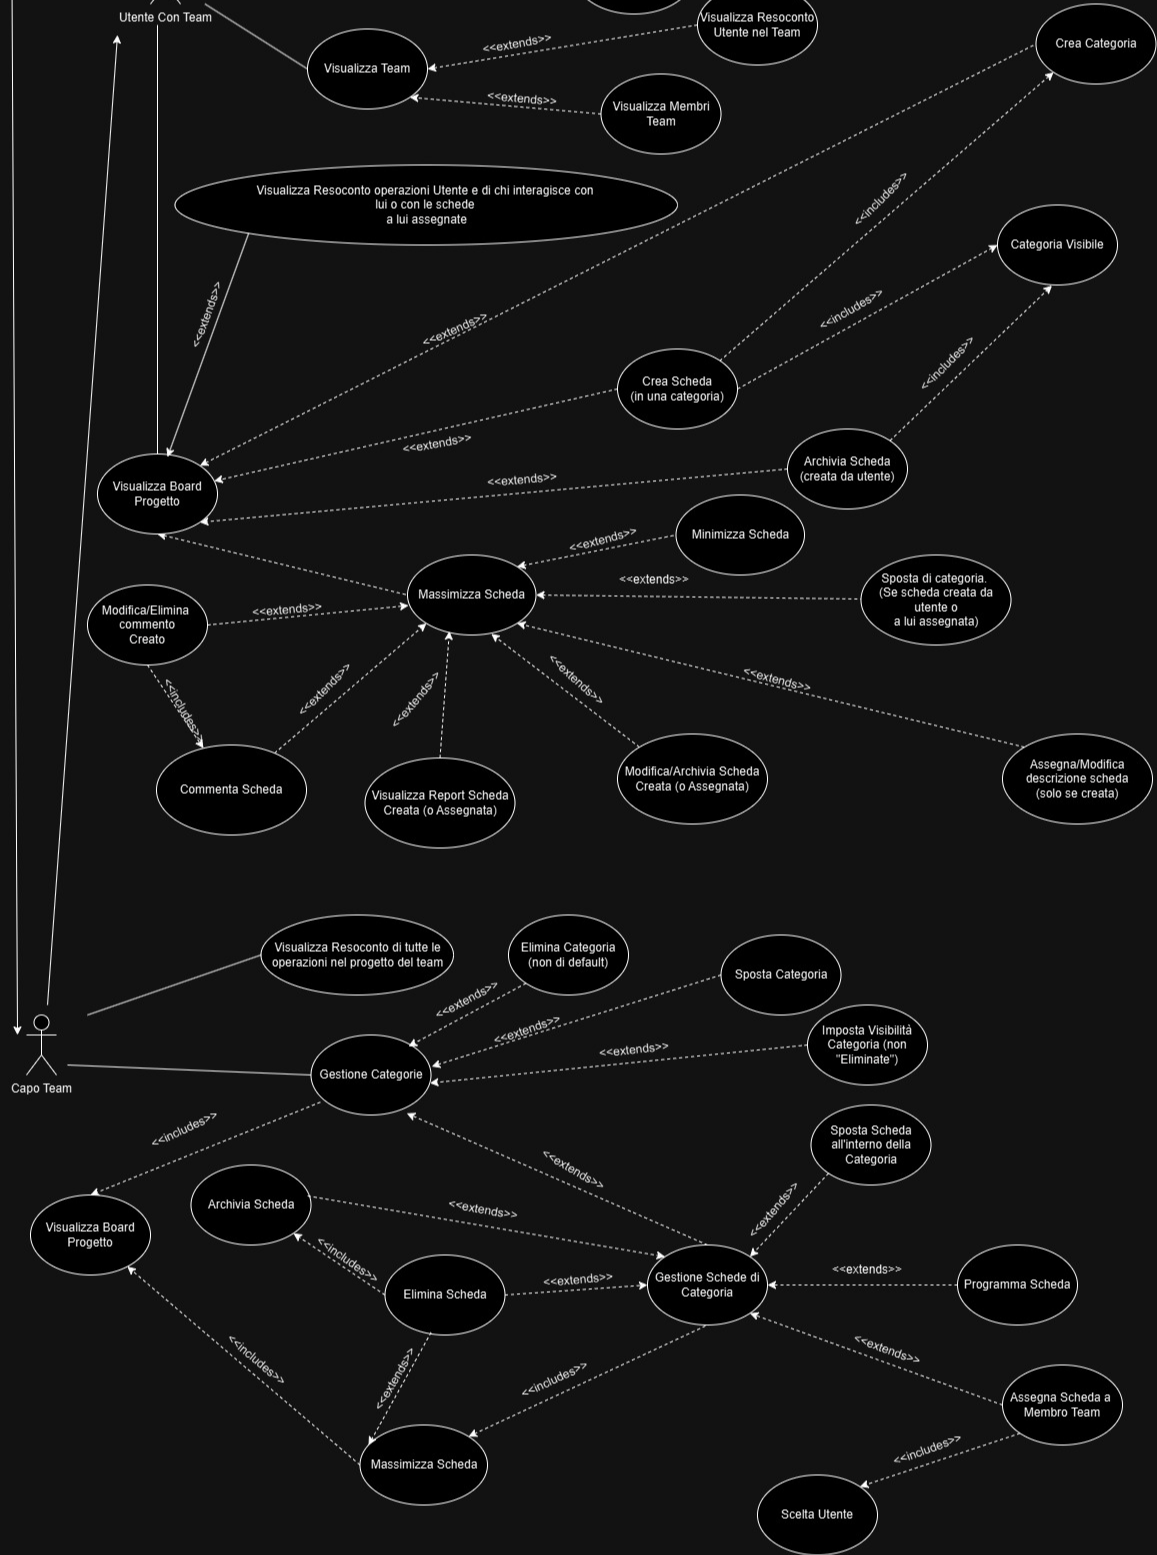 Utente Con Team
Visualizza Resoconto
Utente nel Team
<<extends>>
Crea Categoria
Visualizza Team
<<extends>>
Visualizza Membri
Team
Visualizza Resoconto operazioni Utente e di chi interagisce con
lui o con le schede
a lui assegnate
<<includes>>
Categoria Visibile
<<extends>>
<<extends>>
<<includes>>
<<includes>>
Crea Scheda
(in una categoria)
<<extends>>
Archivia Scheda
(creata da utente)
<<extends>>
Visualizza Board
Progetto
Minimizza Scheda
<<extends>>
<<extends>>
Massimizza Scheda
Sposta di categoria.
(Se scheda creata da
utente o
a lui assegnata)
Modifica/Elimina
commento
Creato
<<extends>>
<<includes>>
<<extends>>
<<extends>>
<<extends>>
<<extends>>
Commenta Scheda
Visualizza Report Scheda
Creata (o Assegnata)
Modifica/Archivia Scheda
Creata (o Assegnata)
Assegna/Modifica
descrizione scheda
(solo se creata)
Visualizza Resoconto di tutte le
operazioni nel progetto del team
Elimina Categoria
(non di default)
Sposta Categoria
<<extends>>
<<extends>>
<<extends>>
Imposta Visibilità
Categoria (non
"Eliminate")
Capo Team
Gestione Categorie
<<includes>>
<<extends>>
Sposta Scheda
all'interno della
Categoria
Archivia Scheda
<<extends>>
<<extends>>
Visualizza Board
Progetto
<<includes>>
Elimina Scheda
<<extends>>
Gestione Schede di
Categoria
<<extends>>
Programma Scheda
<<includes>>
<<extends>>
<<includes>>
<<extends>>
Assegna Scheda a
Membro Team
<<includes>>
Massimizza Scheda
Scelta Utente